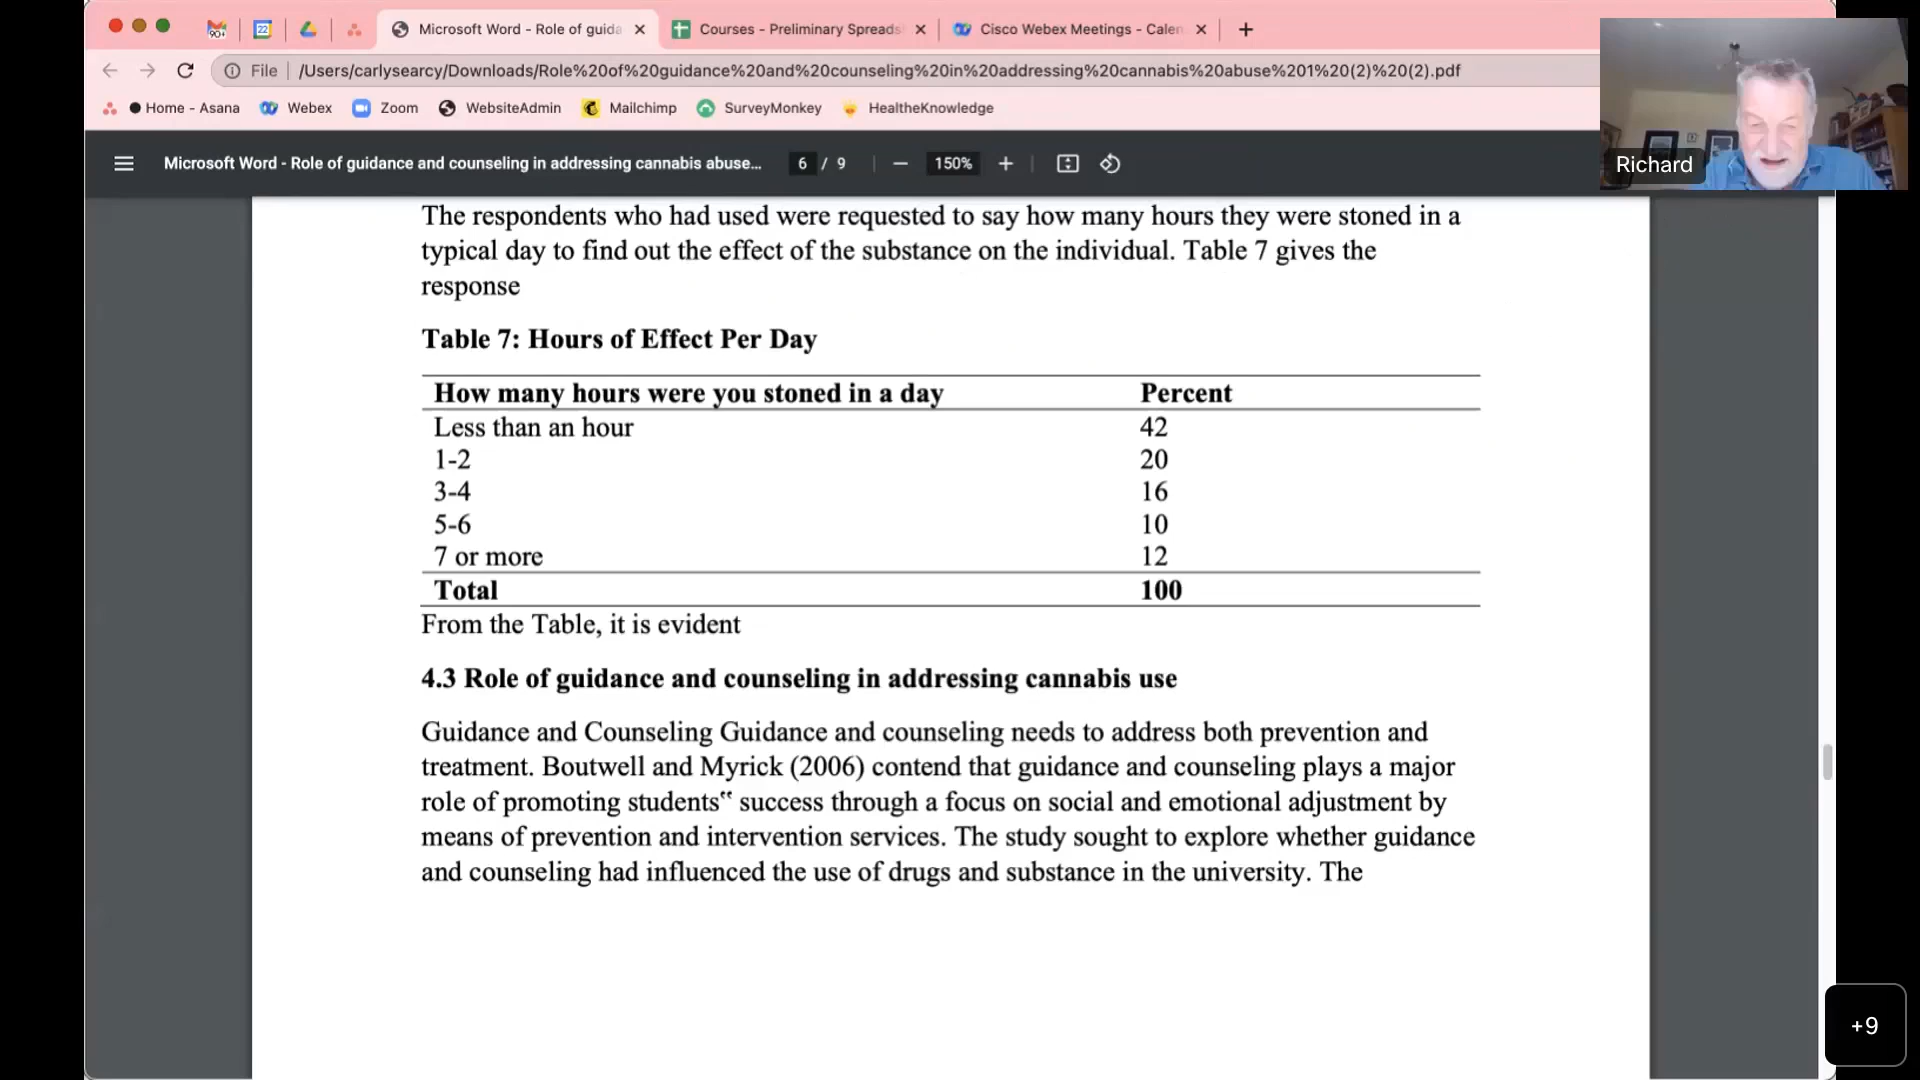 90+
22
Microsoft Word - Role of guida
Courses - Preliminary Spreads
Cisco Webex Meetings - Calen
File
/Users/carlysearcy/Downloads/Role%20of%20guidance%20and%20counseling%20in%20addressing%20cannabis%20abuse%201%20(2)%20(2).pdf
Home - Asana
Webex
Zoom
WebsiteAdmin
Mailchimp
SurveyMonkey
HealtheKnowledge
Richard
Microsoft Word - Role of guidance and counseling in addressing cannabis abuse...
6 / 9
150%
The respondents who had used were requested to say how many hours they were stoned in a
typical day to find out the effect of the substance on the individual. Table 7 gives the
response
Table 7: Hours of Effect Per Day
How many hours were you stoned in a day Percent
Less than an hour 42
1-2 20
3-4 16
5-6 10
7 or more 12
Total 100
From the Table, it is evident
4.3 Role of guidance and counseling in addressing cannabis use
Guidance and Counseling Guidance and counseling needs to address both prevention and
treatment. Boutwell and Myrick (2006) contend that guidance and counseling plays a major
role of promoting students‟ success through a focus on social and emotional adjustment by
means of prevention and intervention services. The study sought to explore whether guidance
and counseling had influenced the use of drugs and substance in the university. The
+9